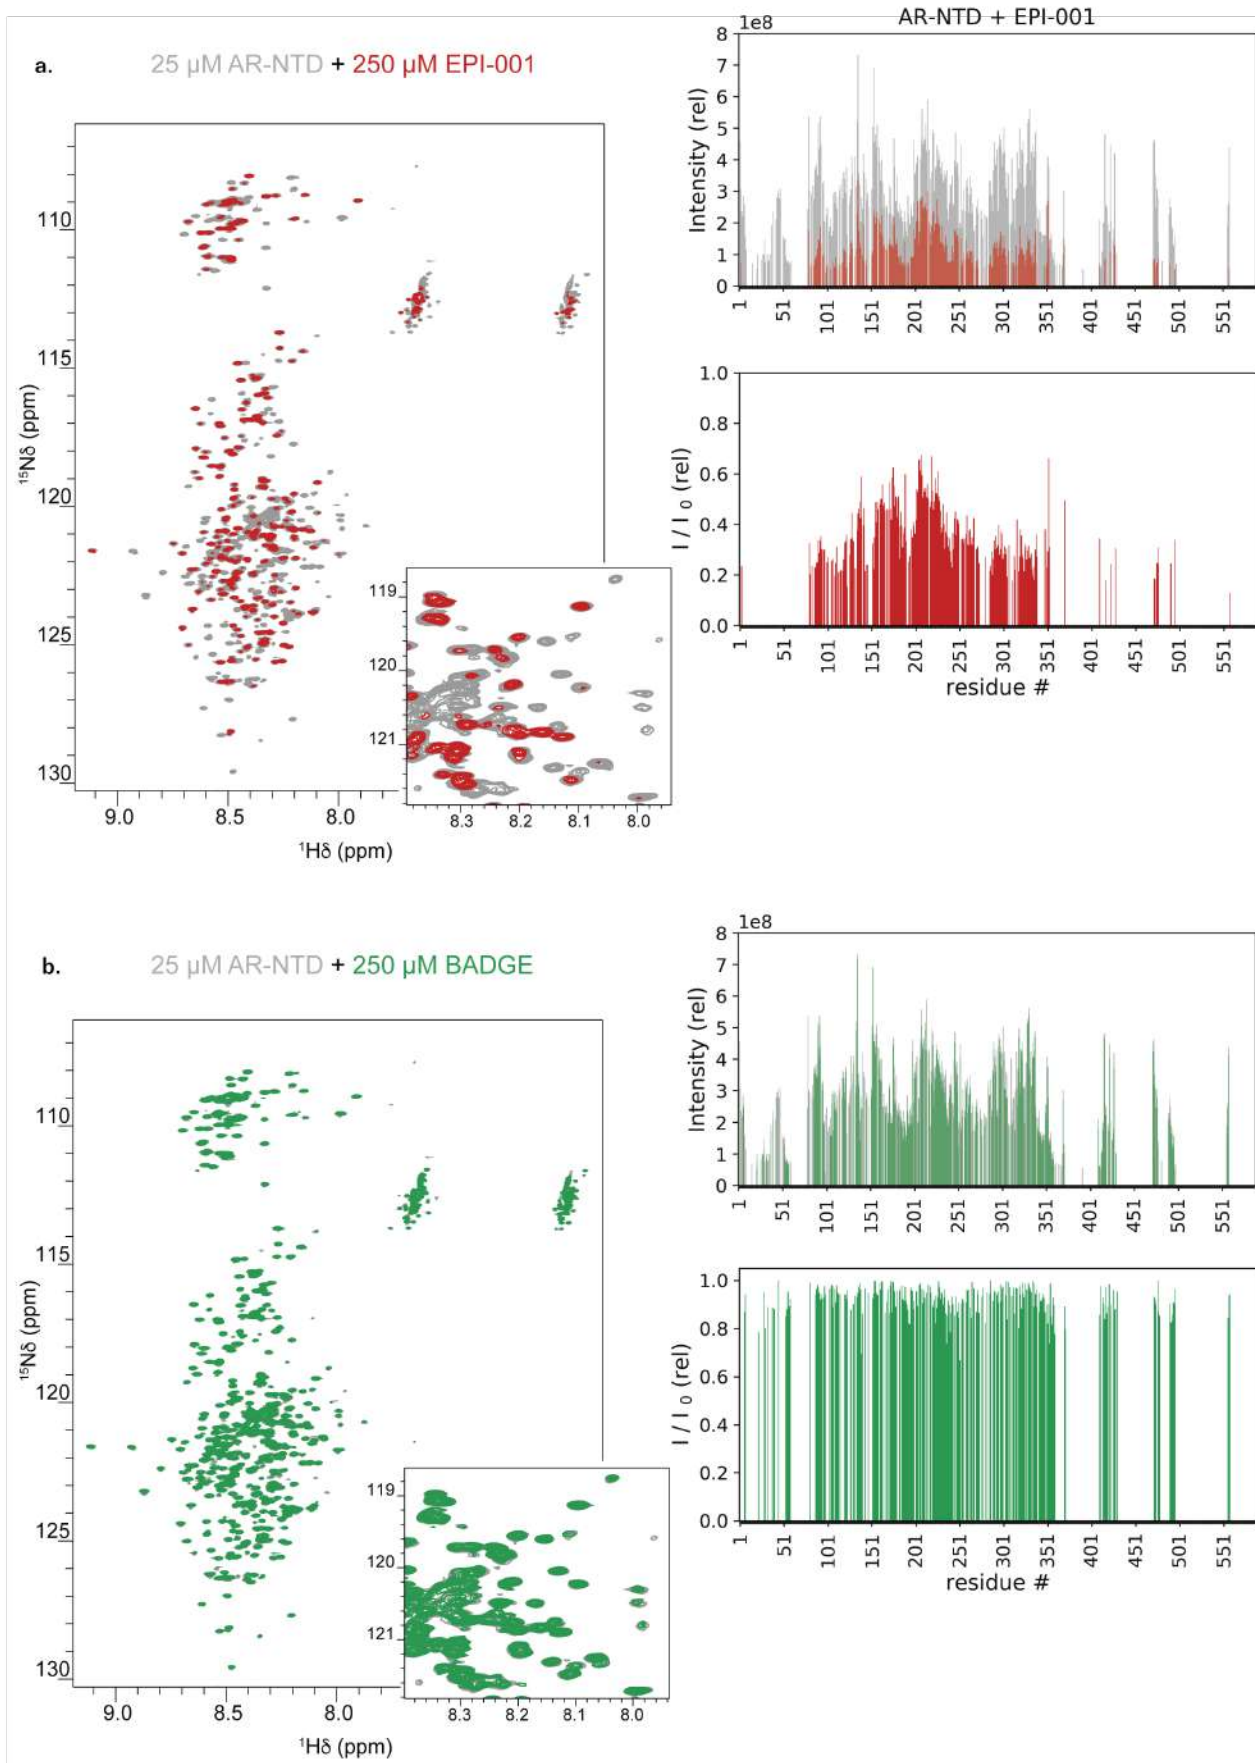 AR-NTD + EPI-001
a.
25 µM AR-NTD + 250 µM EPI-001
110
115
120
125
130
¹⁵Nδ (ppm)
9.0 8.5 8.0
¹Hδ (ppm)
119
120
121
8.3 8.2 8.1 8.0
1e8
8
7
6
5
4
3
2
1
0
Intensity (rel)
1 51 101 151 201 251 301 351 401 451 501 551
1.0
0.8
0.6
0.4
0.2
0.0
I / I ₀ (rel)
1 51 101 151 201 251 301 351 401 451 501 551
residue #
b.
25 µM AR-NTD + 250 µM BADGE
110
115
120
125
130
¹⁵Nδ (ppm)
9.0 8.5 8.0
¹Hδ (ppm)
119
120
121
8.3 8.2 8.1 8.0
1e8
8
7
6
5
4
3
2
1
0
Intensity (rel)
1 51 101 151 201 251 301 351 401 451 501 551
1.0
0.8
0.6
0.4
0.2
0.0
I / I ₀ (rel)
1 51 101 151 201 251 301 351 401 451 501 551
residue #